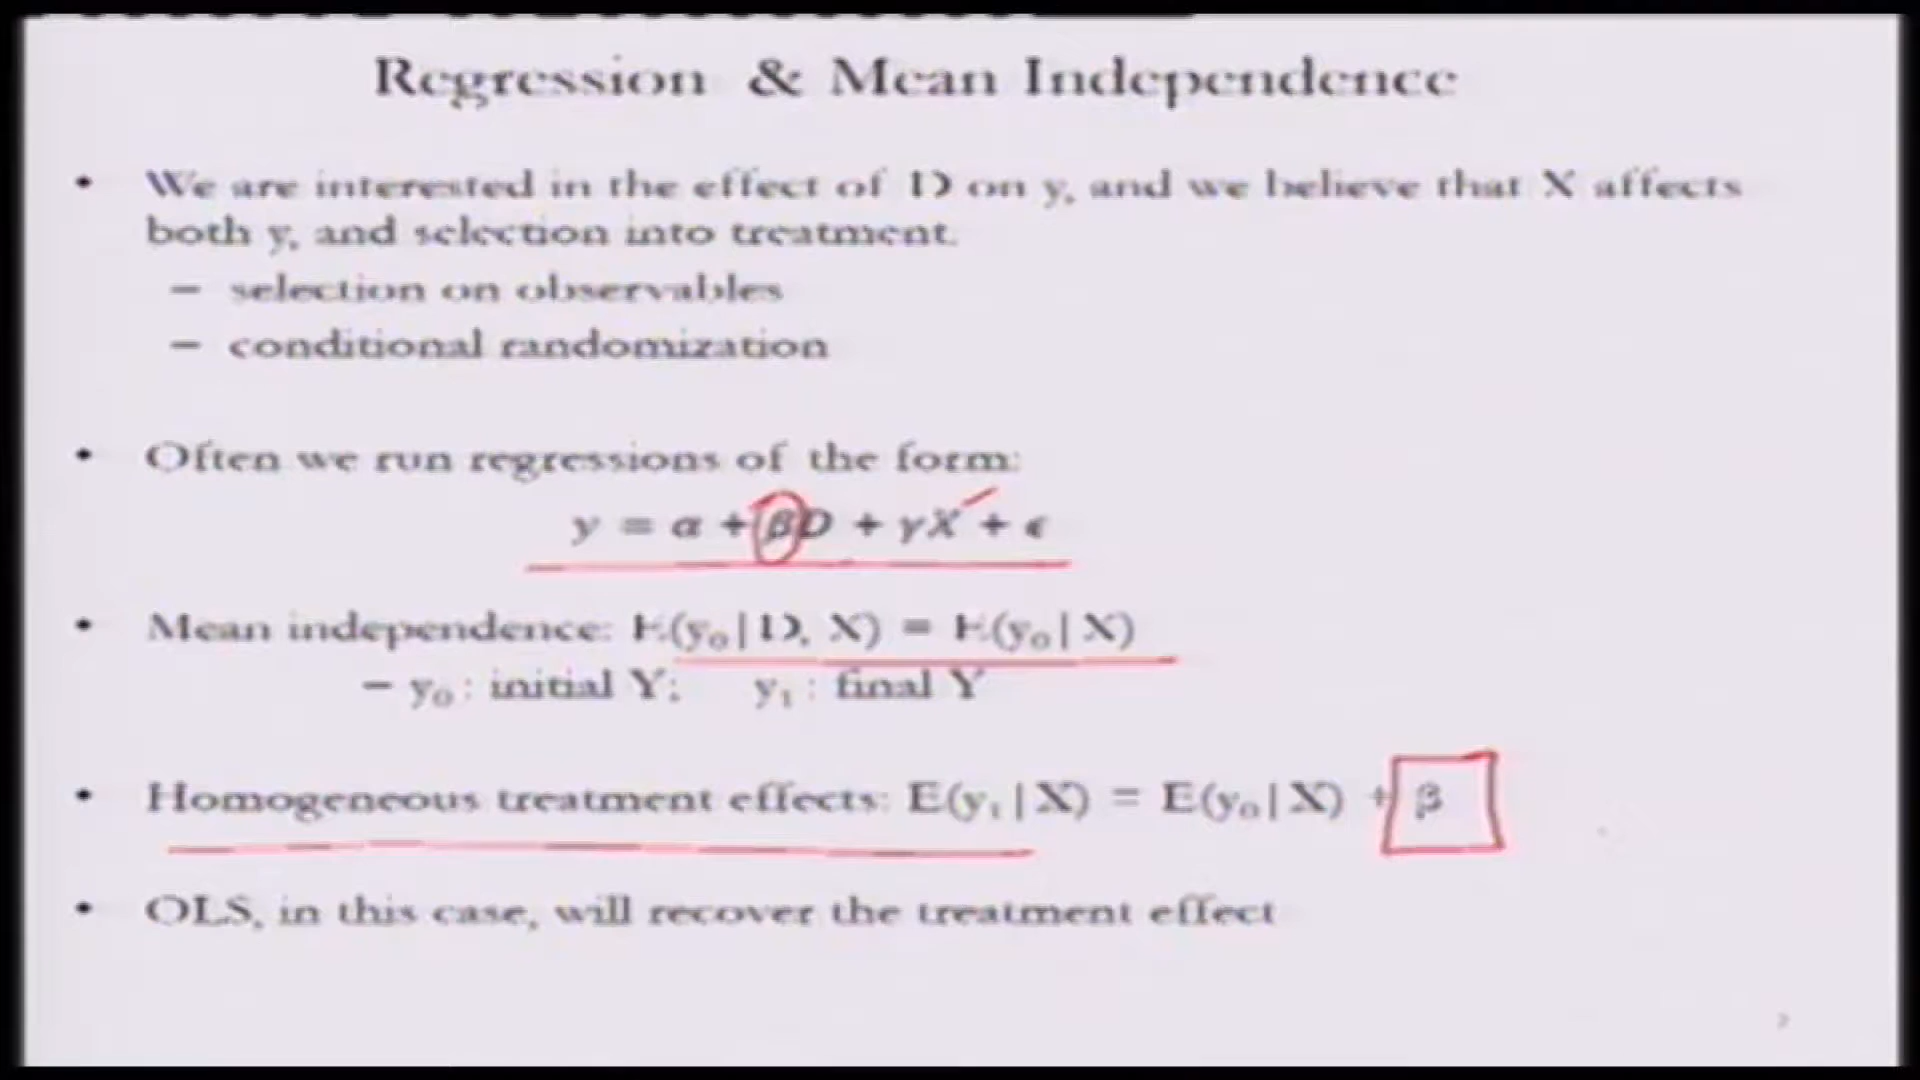 Regression & Mean Independence
• We are interested in the effect of D on y, and we believe that X affects
both y, and selection into treatment.
– selection on observables
– conditional randomization
• Often we run regressions of the form:
y = α + βD + γX + ϵ
• Mean independence: E(y₀|D, X) = E(y₀|X)
– y₀ : initial Y; y₁ : final Y
• Homogeneous treatment effects: E(y₁|X) = E(y₀|X) + β
• OLS, in this case, will recover the treatment effect